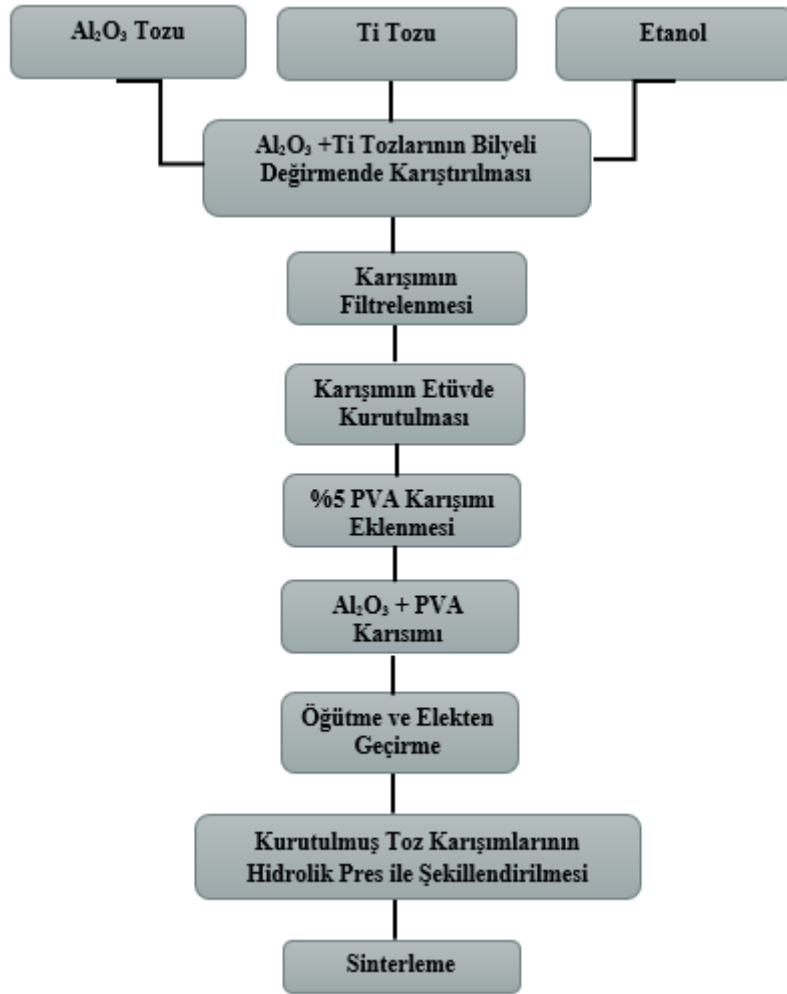 Al₂O₃ Tozu
Ti Tozu
Etanol
Al₂O₃ +Ti Tozlarının Bilyeli
Değirmende Karıştırılması
Karışımın
Filtrelenmesi
Karışımın Etüvde
Kurutulması
%5 PVA Karışımı
Eklenmesi
Al₂O₃ + PVA
Karısımı
Öğütme ve Elekten
Geçirme
Kurutulmuş Toz Karışımlarının
Hidrolik Pres ile Şekillendirilmesi
Sinterleme